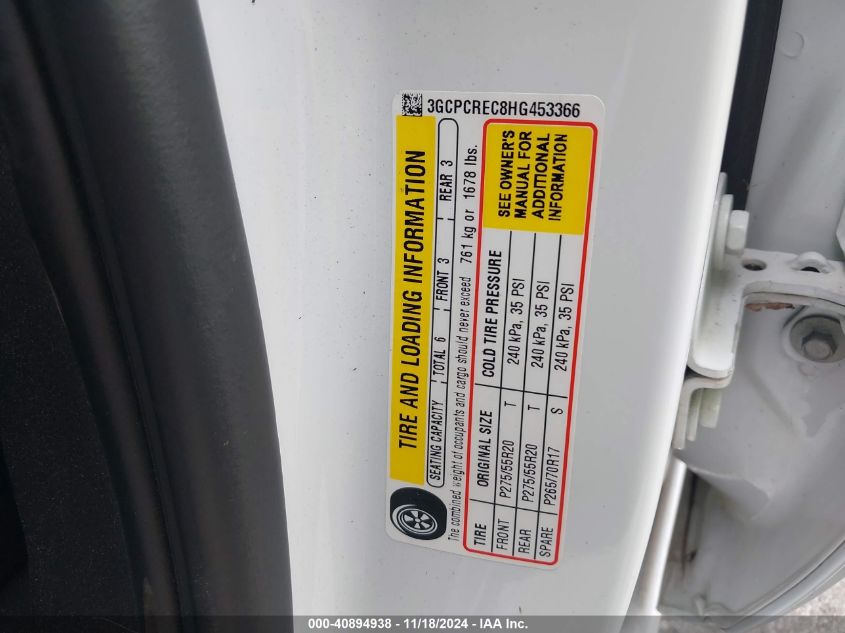 3GCPCREC8HG453366
TIRE AND LOADING INFORMATION
SEATING CAPACITY TOTAL 6 FRONT 3 REAR 3
The combined weight of occupants and cargo should never exceed 761 kg or 1678 lbs.
TIRE ORIGINAL SIZE COLD TIRE PRESSURE
FRONT P275/55R20 T 240 kPa, 35 PSI
REAR P275/55R20 T 240 kPa, 35 PSI
SPARE P265/70R17 S 240 kPa, 35 PSI
SEE OWNER'S
MANUAL FOR
ADDITIONAL
INFORMATION
000-40894938 - 11/18/2024 - IAA Inc.